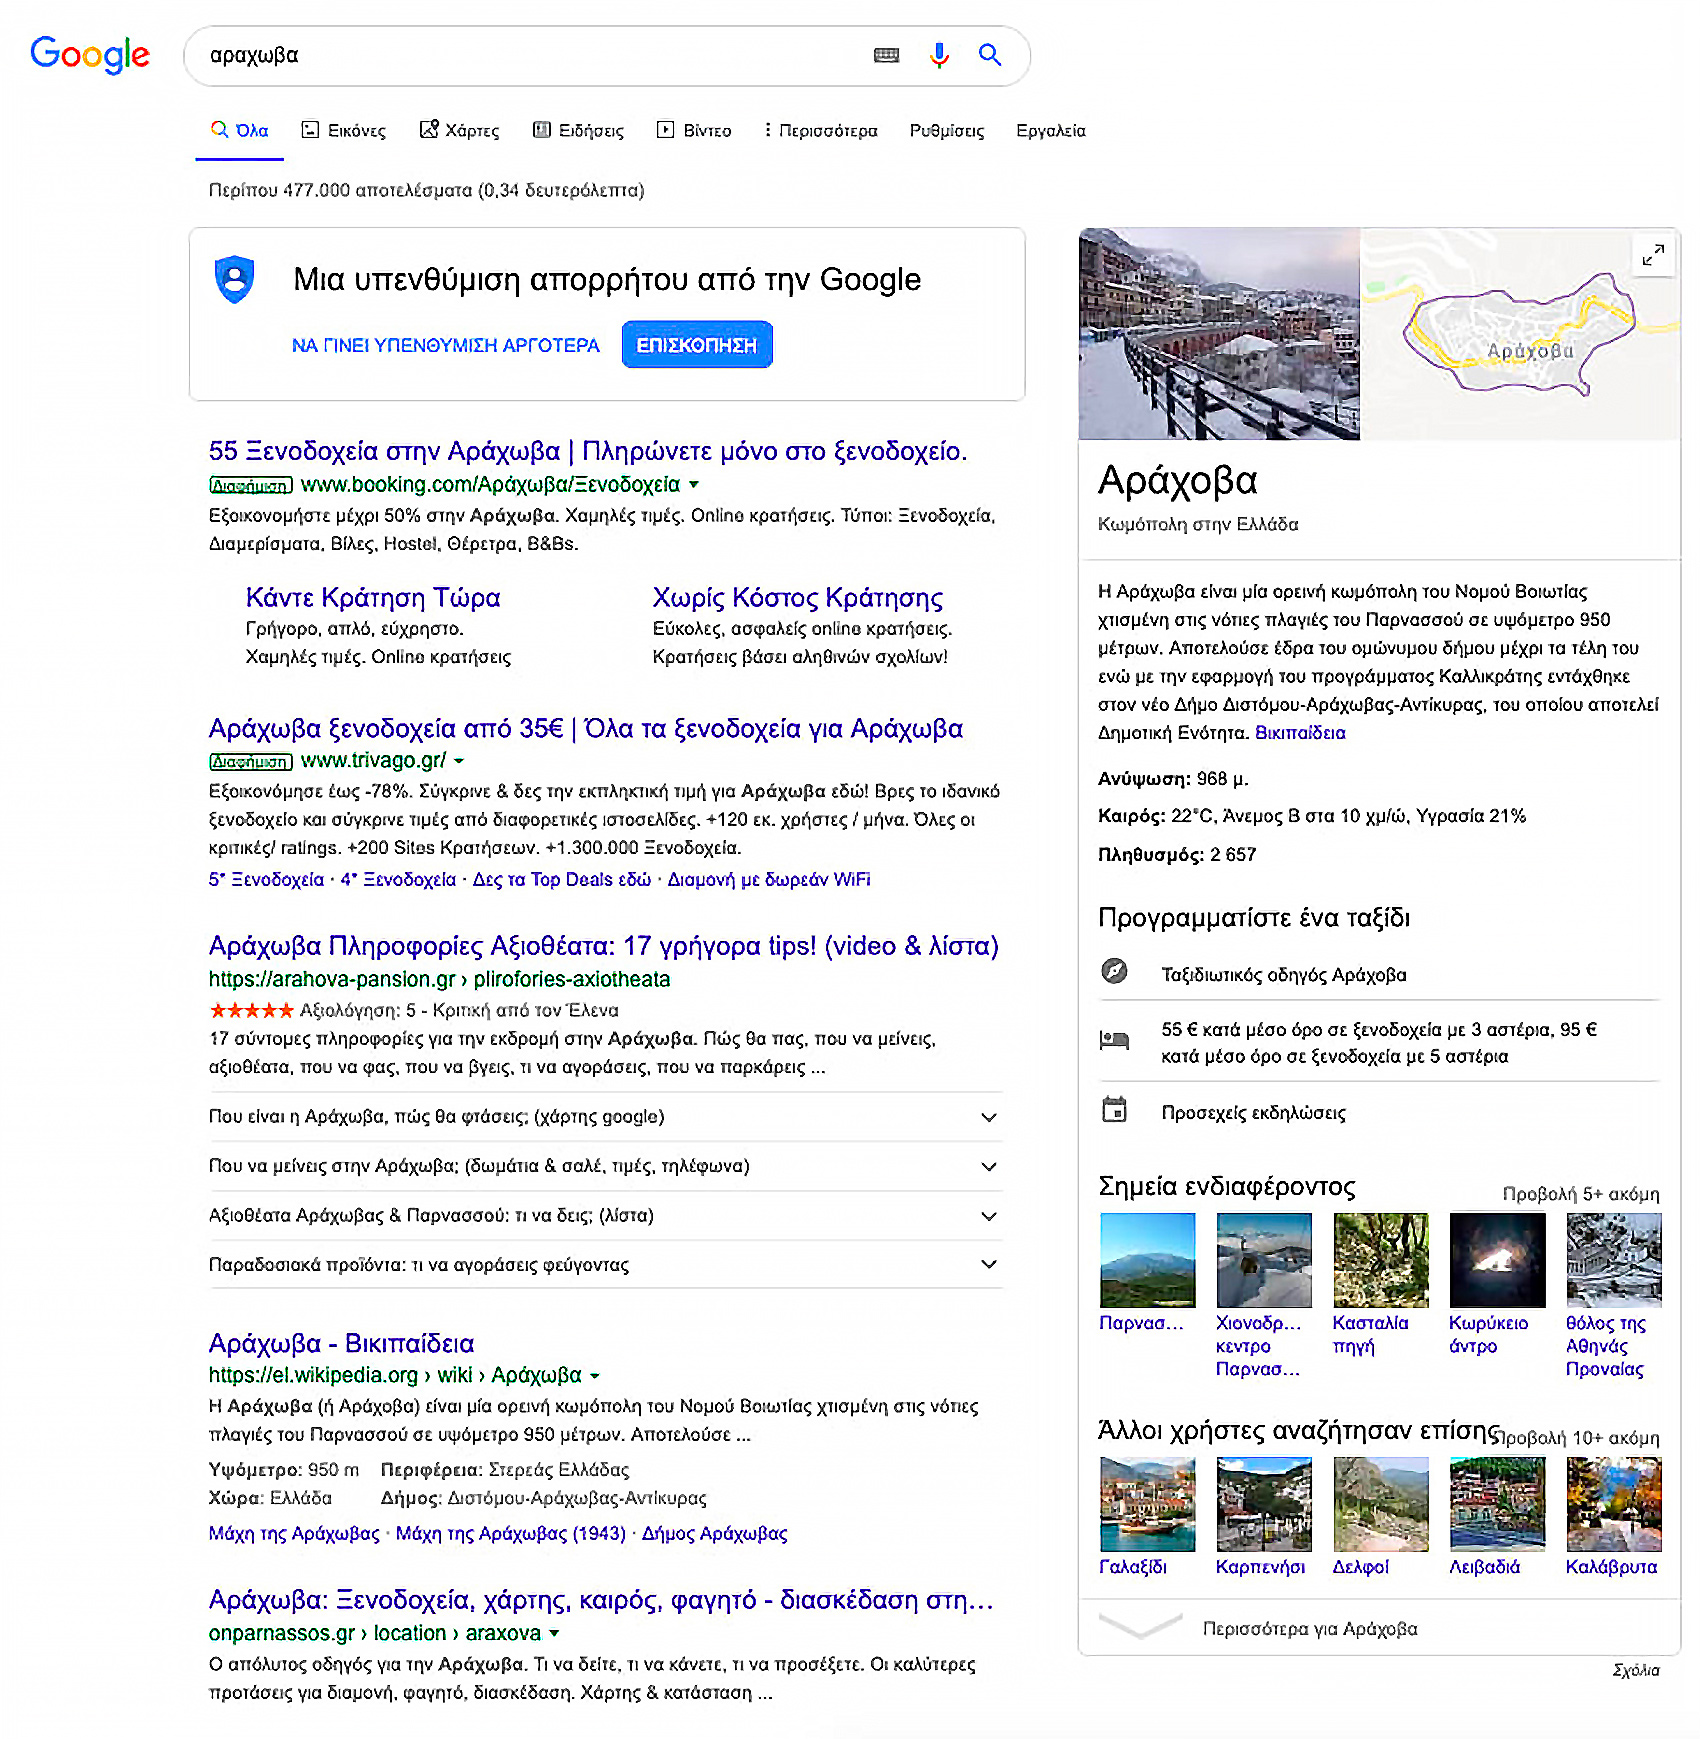 Google
αραχωβα
Όλα
Εικόνες
Χάρτες
Ειδήσεις
Βίντεο
Περισσότερα
Ρυθμίσεις
Εργαλεία
Περίπου 477.000 αποτελέσματα (0,34 δευτερόλεπτα)
Μια υπενθύμιση απορρήτου από την Google
ΝΑ ΓΙΝΕΙ ΥΠΕΝΘΥΜΙΣΗ ΑΡΓΟΤΕΡΑ
ΕΠΙΣΚΟΠΗΣΗ
55 Ξενοδοχεία στην Αράχωβα | Πληρώνετε μόνο στο ξενοδοχείο.
Διαφήμιση www.booking.com/Αράχωβα/Ξενοδοχεία
Εξοικονομήστε μέχρι 50% στην Αράχωβα. Χαμηλές τιμές. Online κρατήσεις. Τύποι: Ξενοδοχεία,
Διαμερίσματα, Βίλες, Hostel, Θέρετρα, B&Bs.
Κάντε Κράτηση Τώρα
Γρήγορο, απλό, εύχρηστο.
Χαμηλές τιμές. Online κρατήσεις
Χωρίς Κόστος Κράτησης
Εύκολες, ασφαλείς online κρατήσεις.
Κρατήσεις βάσει αληθινών σχολίων!
Αράχωβα ξενοδοχεία από 35€ | Όλα τα ξενοδοχεία για Αράχωβα
Διαφήμιση www.trivago.gr/
Εξοικονόμησε έως -78%. Σύγκρινε & δες την εκπληκτική τιμή για Αράχωβα εδώ! Βρες το ιδανικό
ξενοδοχείο και σύγκρινε τιμές από διαφορετικές ιστοσελίδες. +120 εκ. χρήστες / μήνα. Όλες οι
κριτικές/ ratings. +200 Sites Κρατήσεων. +1.300.000 Ξενοδοχεία.
5* Ξενοδοχεία · 4* Ξενοδοχεία · Δες τα Top Deals εδώ · Διαμονή με δωρεάν WiFi
Αράχωβα Πληροφορίες Αξιοθέατα: 17 γρήγορα tips! (video & λίστα)
https://arahova-pansion.gr › plirofories-axiotheata
★★★★★ Αξιολόγηση: 5 - Κριτική από τον Έλενα
17 σύντομες πληροφορίες για την εκδρομή στην Αράχωβα. Πώς θα πας, που να μείνεις,
αξιοθέατα, που να φας, που να βγεις, τι να αγοράσεις, που να παρκάρεις ...
Που είναι η Αράχωβα, πώς θα φτάσεις; (χάρτης google)
Που να μείνεις στην Αράχωβα; (δωμάτια & σαλέ, τιμές, τηλέφωνα)
Αξιοθέατα Αράχωβας & Παρνασσού: τι να δεις; (λίστα)
Παραδοσιακά προϊόντα: τι να αγοράσεις φεύγοντας
Αράχωβα - Βικιπαίδεια
https://el.wikipedia.org › wiki › Αράχωβα
Η Αράχωβα (ή Αράχοβα) είναι μία ορεινή κωμόπολη του Νομού Βοιωτίας χτισμένη στις νότιες
πλαγιές του Παρνασσού σε υψόμετρο 950 μέτρων. Αποτελούσε ...
Υψόμετρο: 950 m Περιφέρεια: Στερεάς Ελλάδας
Χώρα: Ελλάδα Δήμος: Διστόμου-Αράχωβας-Αντίκυρας
Μάχη της Αράχωβας · Μάχη της Αράχωβας (1943) · Δήμος Αράχωβας
Αράχωβα: Ξενοδοχεία, χάρτης, καιρός, φαγητό - διασκέδαση στη...
onparnassos.gr › location › araxova
Ο απόλυτος οδηγός για την Αράχωβα. Τι να δείτε, τι να κάνετε, τι να προσέξετε. Οι καλύτερες
προτάσεις για διαμονή, φαγητό, διασκέδαση. Χάρτης & κατάσταση ...
Αράχοβα
Αράχοβα
Κωμόπολη στην Ελλάδα
Η Αράχωβα είναι μία ορεινή κωμόπολη του Νομού Βοιωτίας
χτισμένη στις νότιες πλαγιές του Παρνασσού σε υψόμετρο 950
μέτρων. Αποτελούσε έδρα του ομώνυμου δήμου μέχρι τα τέλη του
ενώ με την εφαρμογή του προγράμματος Καλλικράτης εντάχθηκε
στον νέο Δήμο Διστόμου-Αράχωβας-Αντίκυρας, του οποίου αποτελεί
Δημοτική Ενότητα. Βικιπαίδεια
Ανύψωση: 968 μ.
Καιρός: 22°C, Άνεμος Β στα 10 χμ/ώ, Υγρασία 21%
Πληθυσμός: 2 657
Προγραμματίστε ένα ταξίδι
Ταξιδιωτικός οδηγός Αράχοβα
55 € κατά μέσο όρο σε ξενοδοχεία με 3 αστέρια, 95 €
κατά μέσο όρο σε ξενοδοχεία με 5 αστέρια
Προσεχείς εκδηλώσεις
Σημεία ενδιαφέροντος
Προβολή 5+ ακόμη
Παρνασ...
Χιονοδρ...
κεντρο
Παρνασ...
Κασταλία
πηγή
Κωρύκειο
άντρο
θόλος της
Αθηνάς
Προναίας
Άλλοι χρήστες αναζήτησαν επίσης
Προβολή 10+ ακόμη
Γαλαξίδι
Καρπενήσι
Δελφοί
Λειβαδιά
Καλάβρυτα
Περισσότερα για Αράχοβα
Σχόλια